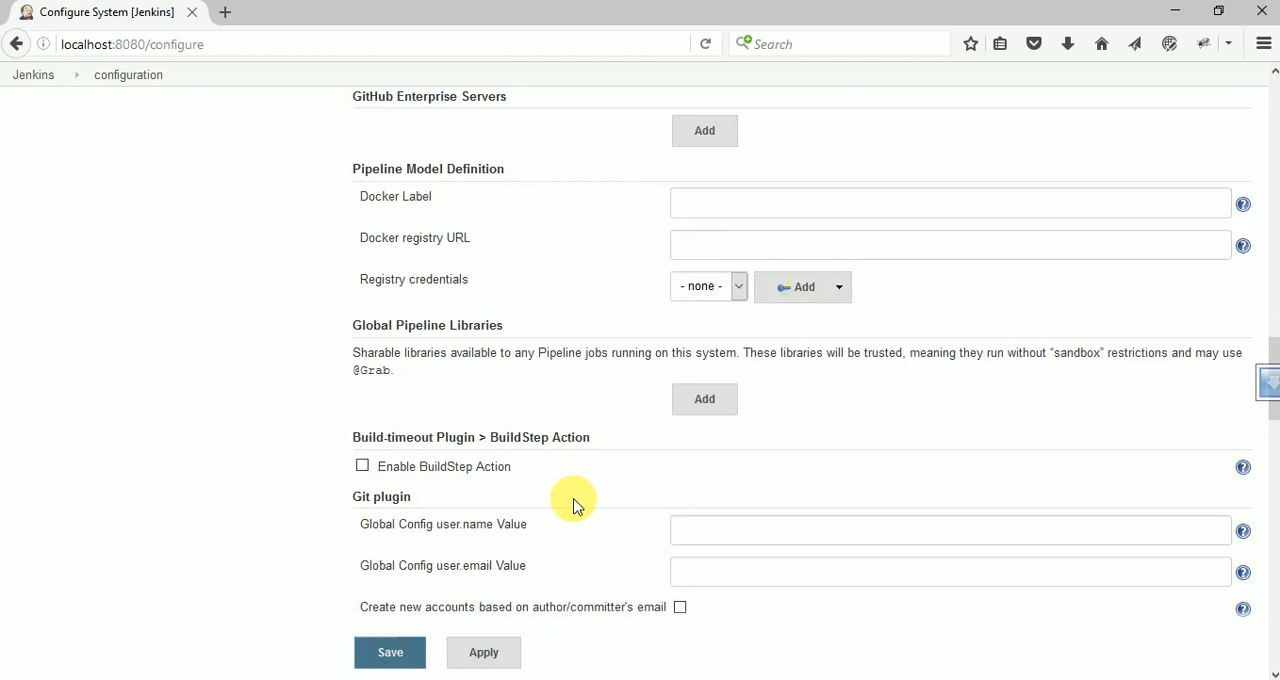 Configure System [Jenkins]
localhost:8080/configure
Search
Jenkins
configuration
GitHub Enterprise Servers
Add
Pipeline Model Definition
Docker Label
Docker registry URL
Registry credentials
- none -
Add
Global Pipeline Libraries
Sharable libraries available to any Pipeline jobs running on this system. These libraries will be trusted, meaning they run without “sandbox” restrictions and may use
@Grab.
Add
Build-timeout Plugin > BuildStep Action
Enable BuildStep Action
Git plugin
Global Config user.name Value
Global Config user.email Value
Create new accounts based on author/committer's email
Save
Apply